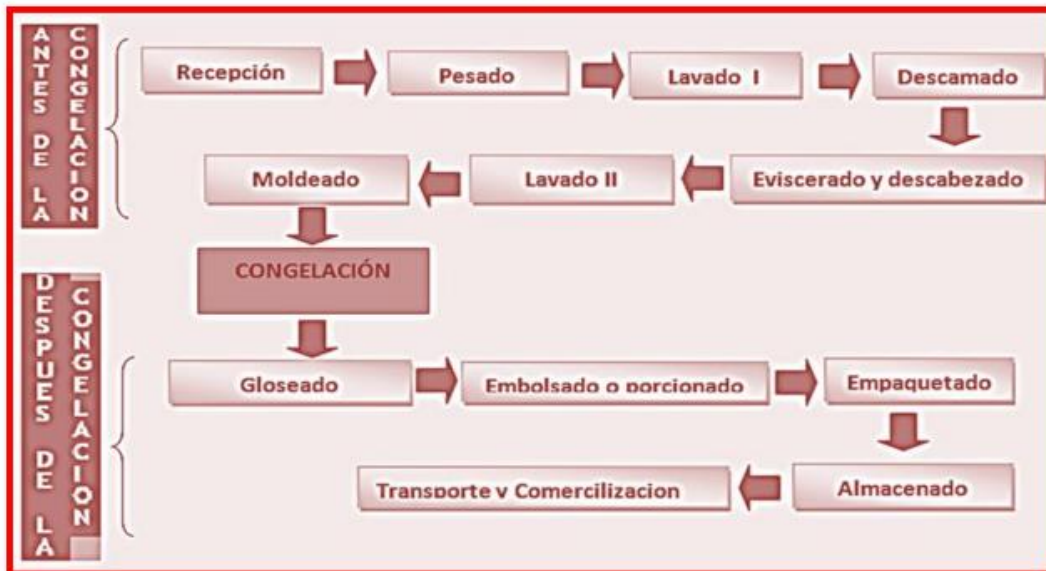 ANTES DE LA
CONGELACION
Recepción
Pesado
Lavado I
Descamado
Moldeado
Lavado II
Eviscerado y descabezado
CONGELACIÓN
DESPUES DE LA
CONGELACION
Gloseado
Embolsado o porcionado
Empaquetado
Transporte y Comercilizacion
Almacenado